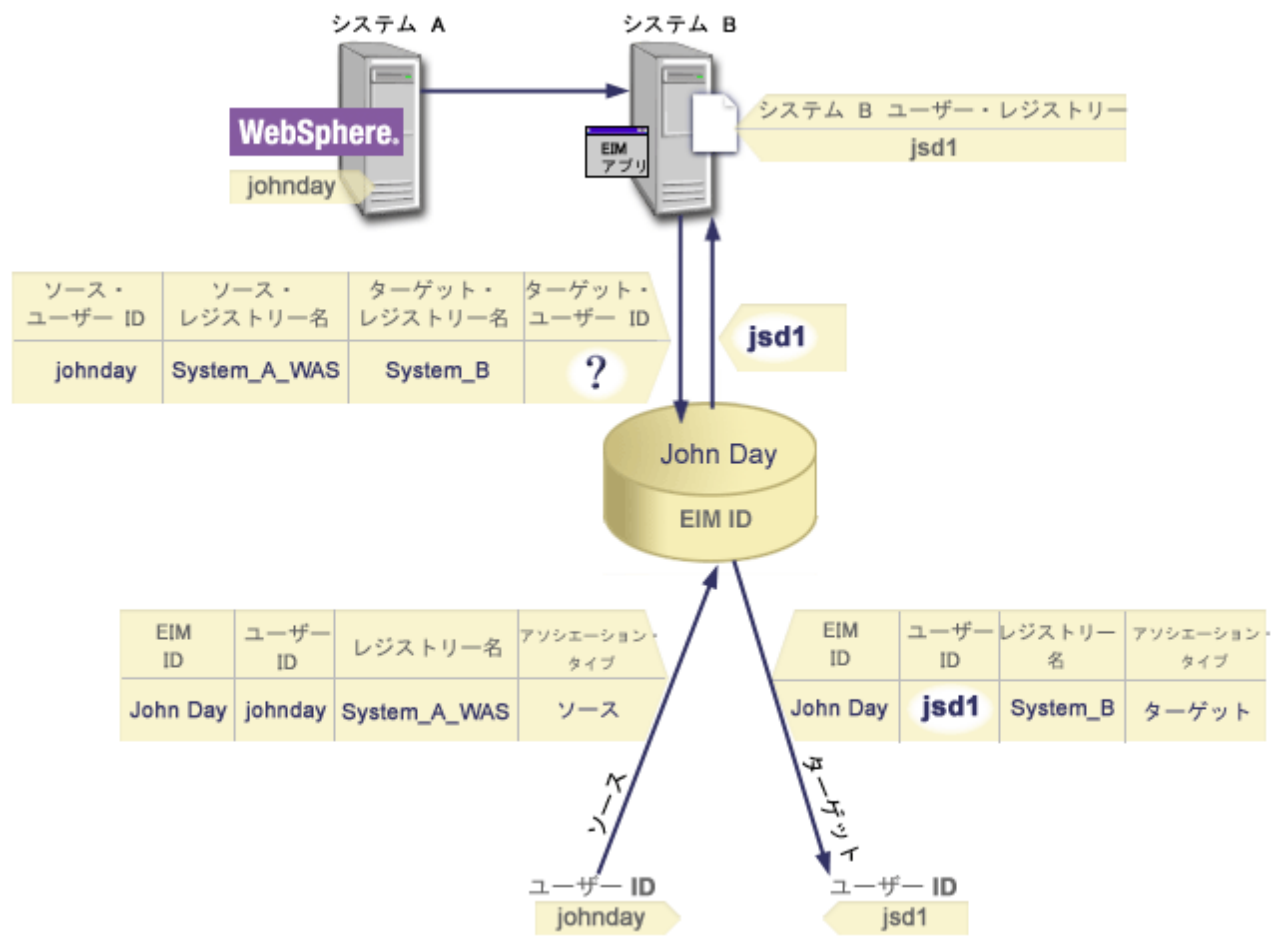 システム A
システム B
WebSphere.
johnday
EIM
アプリ
システム B ユーザー・レジストリー
jsd1
ソース・
ユーザー ID
ソース・
レジストリー名
ターゲット・
レジストリー名
ターゲット・
ユーザー ID
johnday
System_A_WAS
System_B
?
jsd1
John Day
EIM ID
EIM
ID
ユーザー
ID
レジストリー名
アソシエーション・
タイプ
John Day
johnday
System_A_WAS
ソース
EIM
ID
ユーザー
ID
レジストリー
名
アソシエーション・
タイプ
John Day
jsd1
System_B
ターゲット
ソース
ターゲット
ユーザー ID
johnday
ユーザー ID
jsd1